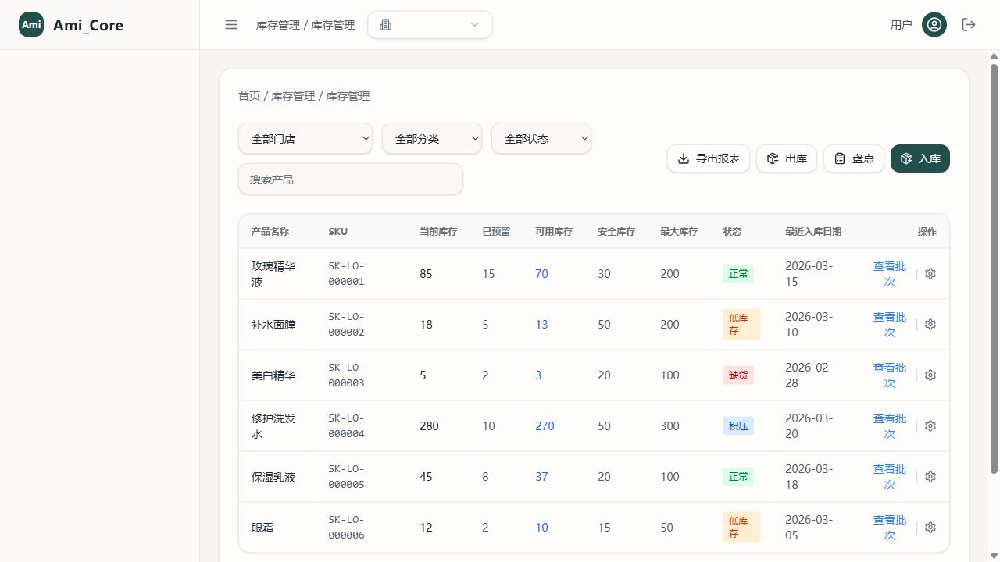 Ami Ami_Core
库存管理 / 库存管理
用户
首页 / 库存管理 / 库存管理
全部门店 全部分类 全部状态
导出报表 出库 盘点 入库
搜索产品
产品名称 SKU 当前库存 已预留 可用库存 安全库存 最大库存 状态 最近入库日期 操作
玫瑰精华
液
SK-LO-
000001
85 15 70 30 200 正常
2026-03-
15
查看批
次
|
补水面膜
SK-LO-
000002
18 5 13 50 200
低库
存
2026-03-
10
查看批
次
|
美白精华
SK-LO-
000003
5 2 3 20 100 缺货
2026-02-
28
查看批
次
|
修护洗发
水
SK-LO-
000004
280 10 270 50 300 积压
2026-03-
20
查看批
次
|
保湿乳液
SK-LO-
000005
45 8 37 20 100 正常
2026-03-
18
查看批
次
|
眼霜
SK-LO-
000006
12 2 10 15 50
低库
存
2026-03-
05
查看批
次
|